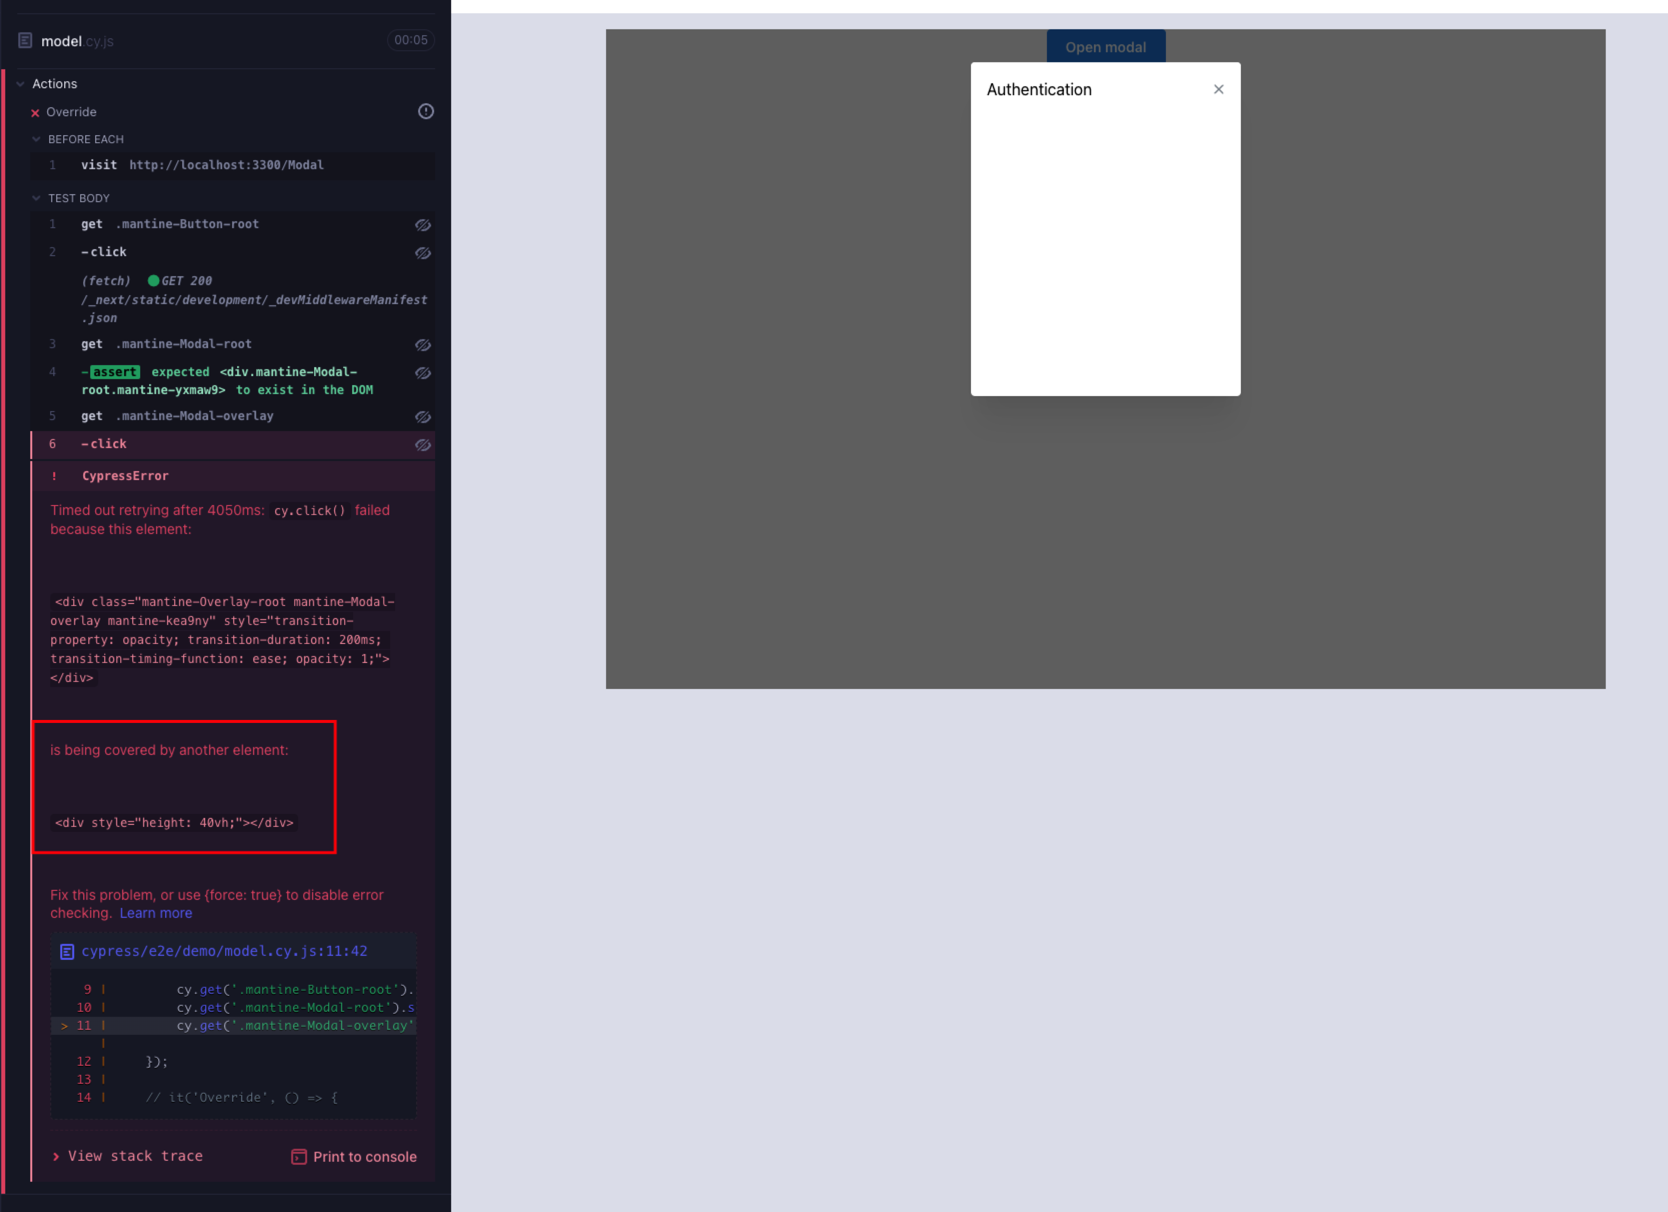 model.cy.js 00:05
Actions
Override
BEFORE EACH
1 visit http://localhost:3300/Modal
TEST BODY
1 get .mantine-Button-root
2 -click
(fetch) GET 200
/_next/static/development/_devMiddlewareManifest
.json
3 get .mantine-Modal-root
4 -assert expected <div.mantine-Modal-
root.mantine-yxmaw9> to exist in the DOM
5 get .mantine-Modal-overlay
6 -click
! CypressError
Timed out retrying after 4050ms: cy.click() failed
because this element:
<div class="mantine-Overlay-root mantine-Modal-
overlay mantine-kea9ny" style="transition-
property: opacity; transition-duration: 200ms;
transition-timing-function: ease; opacity: 1;">
</div>
is being covered by another element:
<div style="height: 40vh;"></div>
Fix this problem, or use {force: true} to disable error
checking. Learn more
cypress/e2e/demo/model.cy.js:11:42
9 | cy.get('.mantine-Button-root').
10 | cy.get('.mantine-Modal-root').s
> 11 | cy.get('.mantine-Modal-overlay'
|
12 | });
13 |
14 | // it('Override', () => {
> View stack trace Print to console
Open modal
Authentication ×